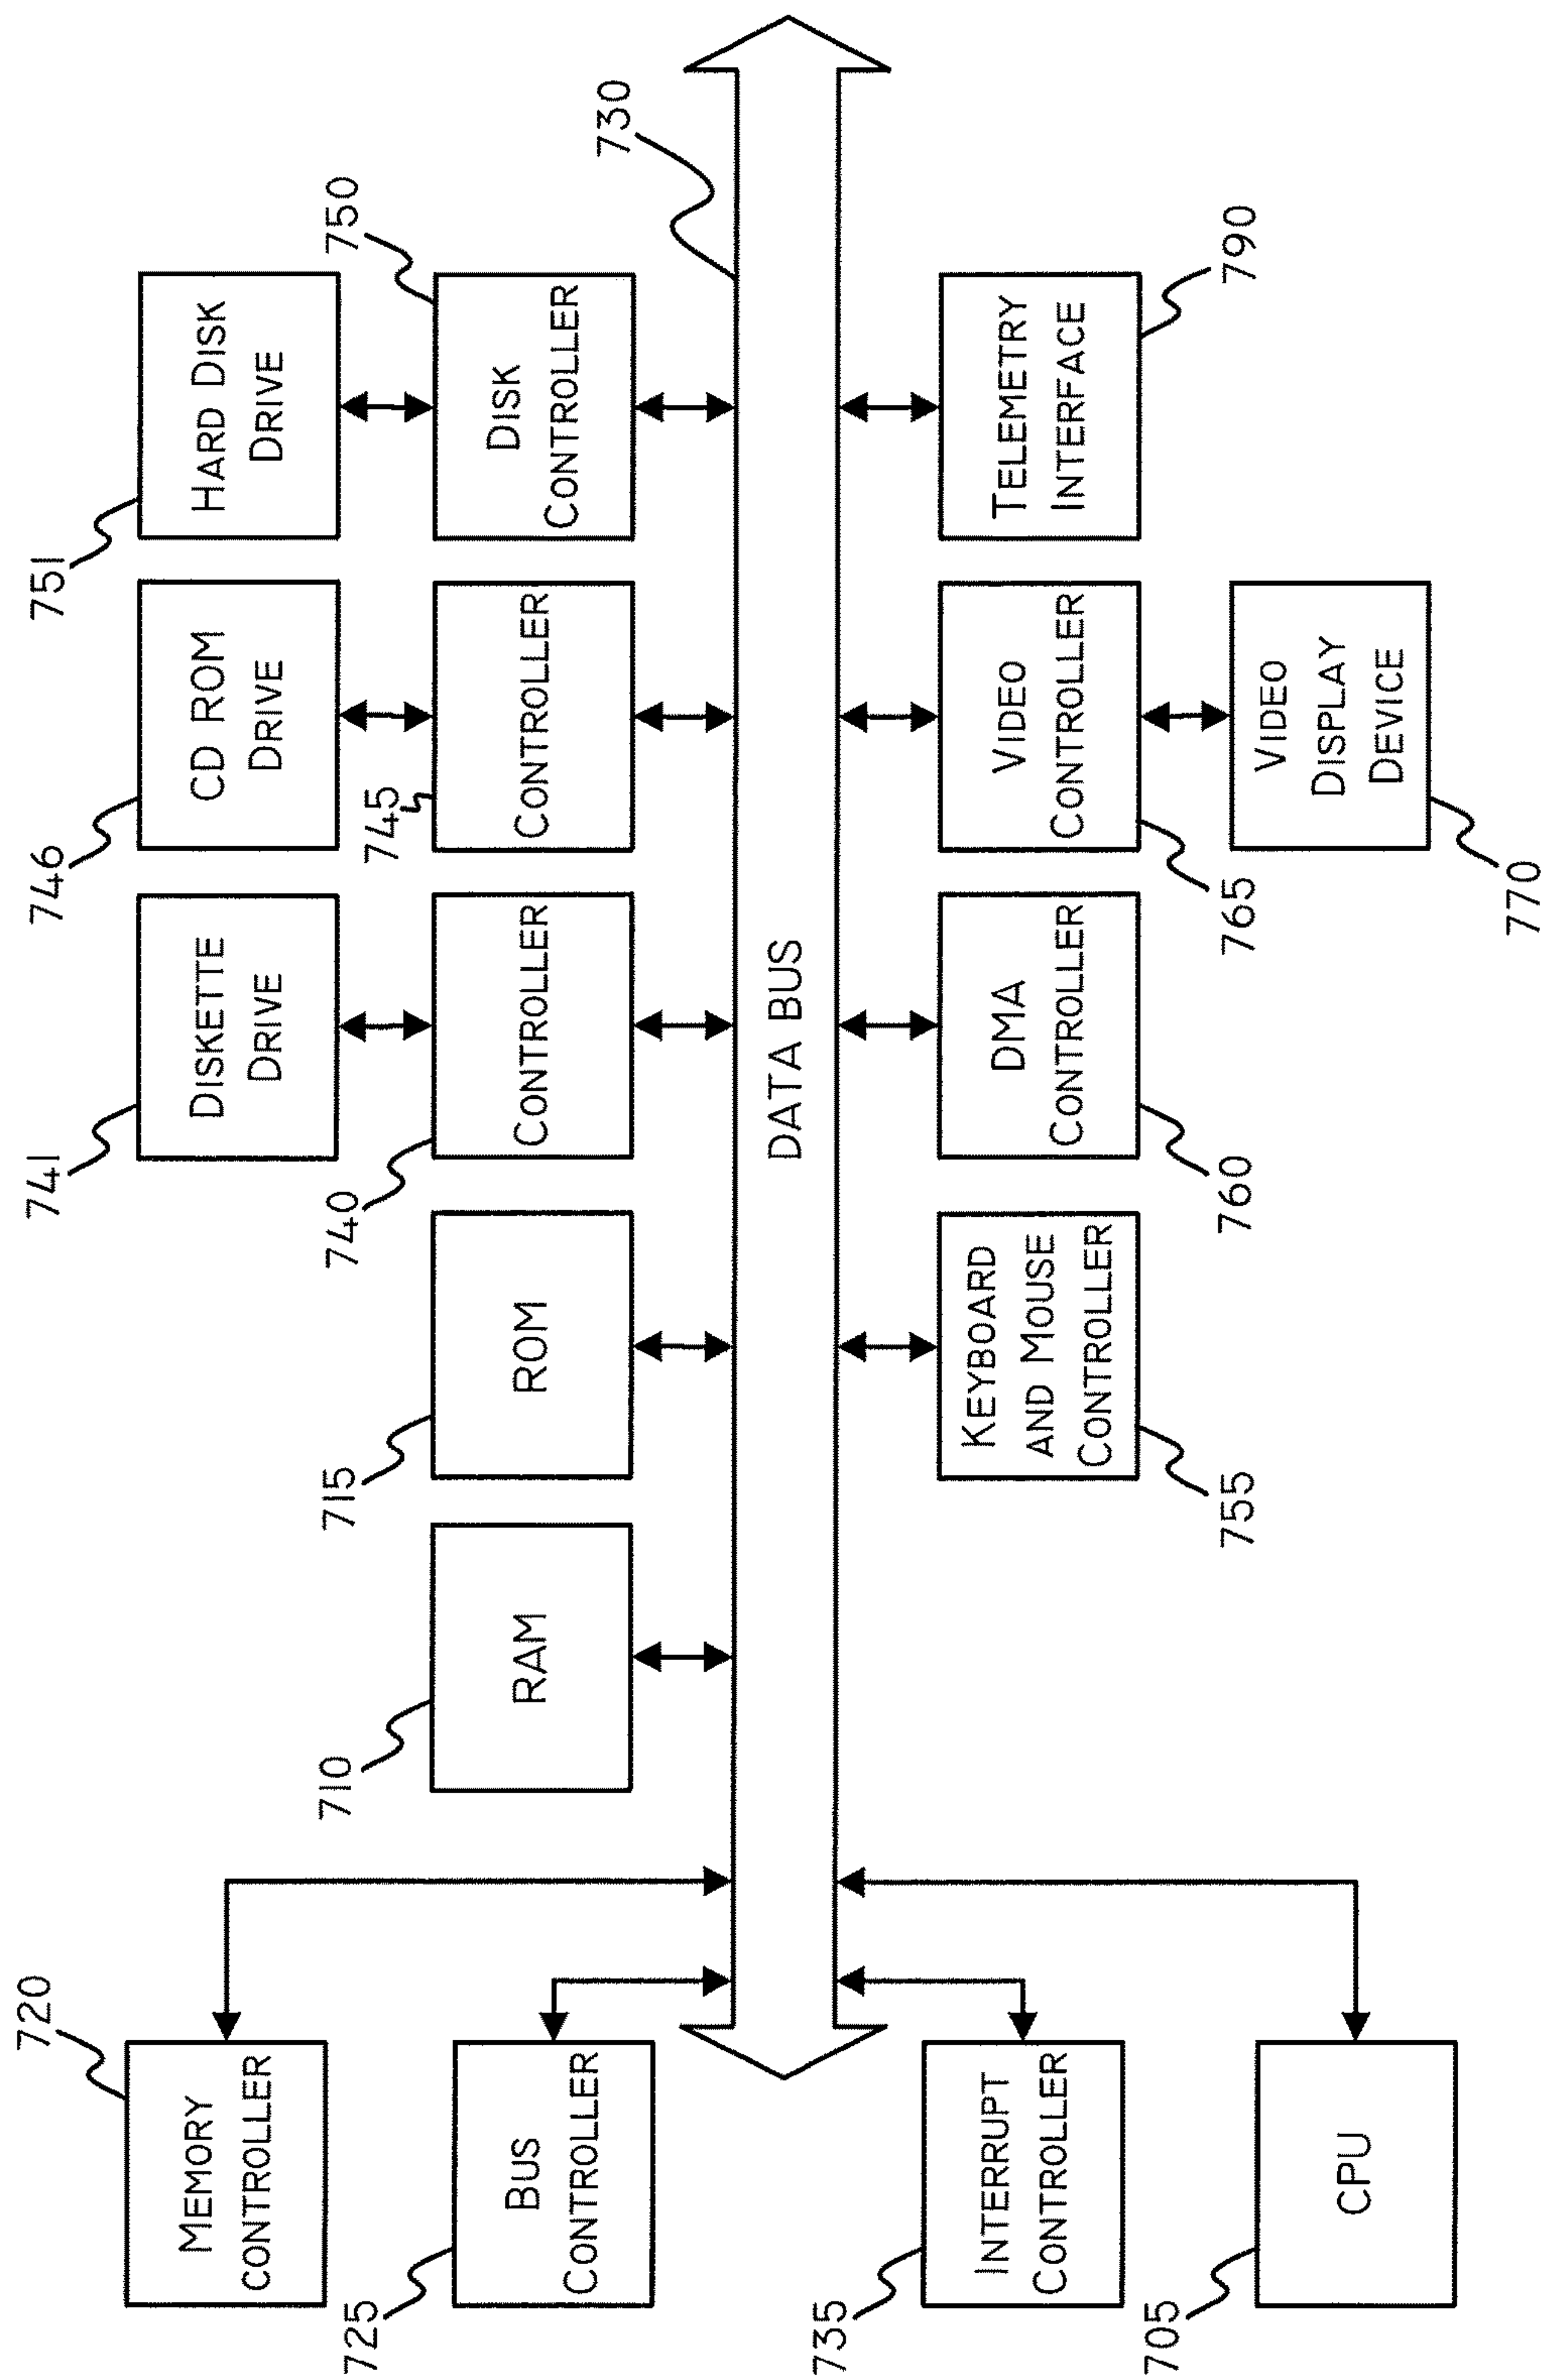 720
MEMORY
CONTROLLER
725
BUS
CONTROLLER
735
INTERRUPT
CONTROLLER
705
CPU
710
RAM
715
ROM
741
DISKETTE
DRIVE
740
CONTROLLER
746
CD ROM
DRIVE
745
CONTROLLER
751
HARD DISK
DRIVE
750
DISK
CONTROLLER
730
DATA BUS
KEYBOARD
AND MOUSE
CONTROLLER
755
DMA
CONTROLLER
760
VIDEO
CONTROLLER
765
VIDEO
DISPLAY
DEVICE
770
TELEMETRY
INTERFACE
790